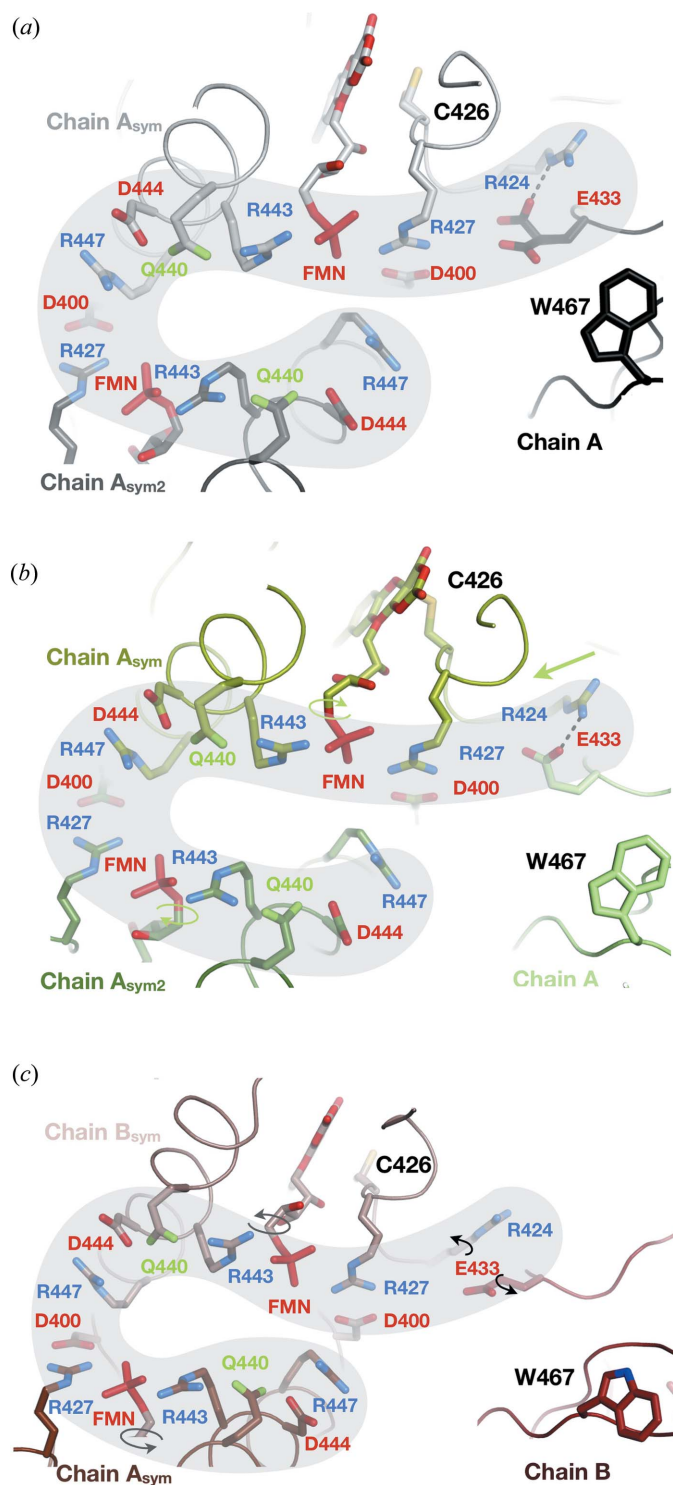 (a)
C426
Chain Asym
R424
D444
E433
R443
R427
R447
Q440
FMN
D400
D400
W467
R427
R443
Q440
R447
FMN
D444
Chain A
Chain Asym2
(b)
C426
Chain Asym
R424
D444
R443
E433
R447
Q440
R427
D400
FMN
D400
R427
FMN
R443
Q440
W467
R447
D444
Chain Asym2
Chain A
(c)
Chain Bsym
C426
R424
D444
Q440
R443
E433
R447
R427
FMN
D400
D400
Q440
W467
R427
FMN
R443
R447
D444
Chain Asym
Chain B